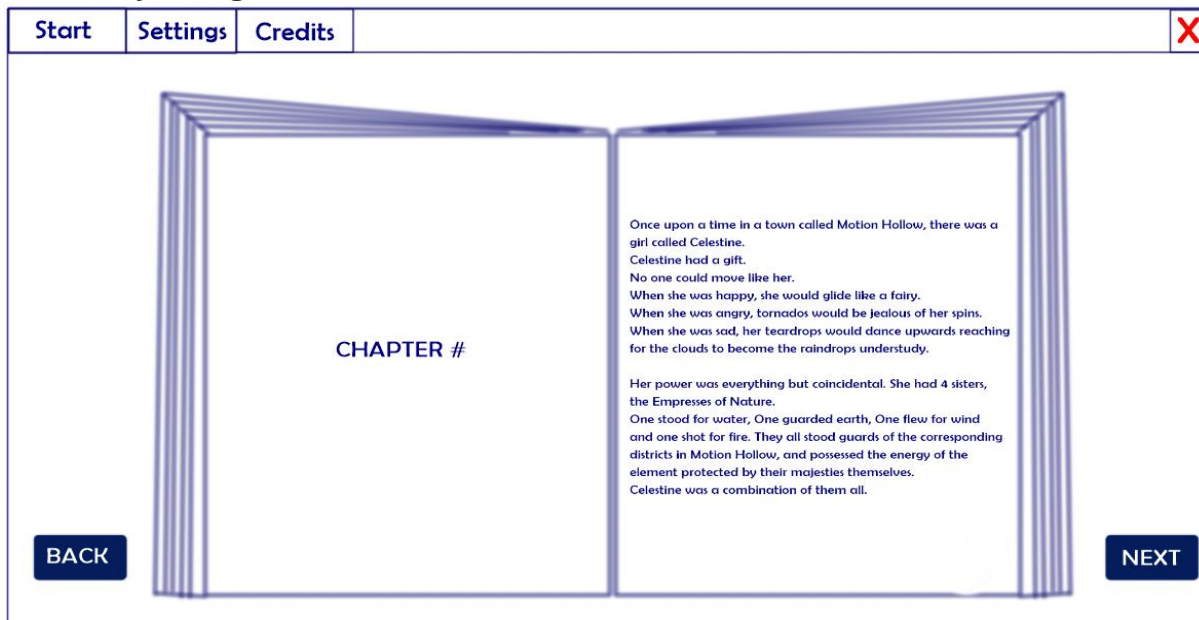 Start
Settings
Credits
X
CHAPTER #
Once upon a time in a town called Motion Hollow, there was a
girl called Celestine.
Celestine had a gift.
No one could move like her.
When she was happy, she would glide like a fairy.
When she was angry, tornados would be jealous of her spins.
When she was sad, her teardrops would dance upwards reaching
for the clouds to become the raindrops understudy.
Her power was everything but coincidental. She had 4 sisters,
the Empresses of Nature.
One stood for water, One guarded earth, One flew for wind
and one shot for fire. They all stood guards of the corresponding
districts in Motion Hollow, and possessed the energy of the
element protected by their majesties themselves.
Celestine was a combination of them all.
BACK
NEXT